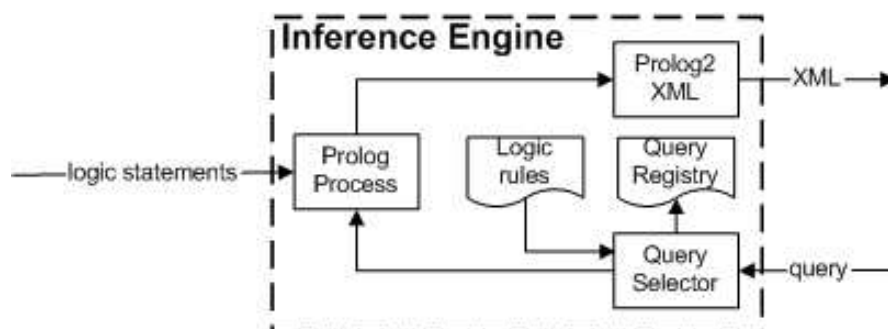 Inference Engine
Prolog2
XML
XML
logic statements
Prolog
Process
Logic
rules
Query
Registry
Query
Selector
query